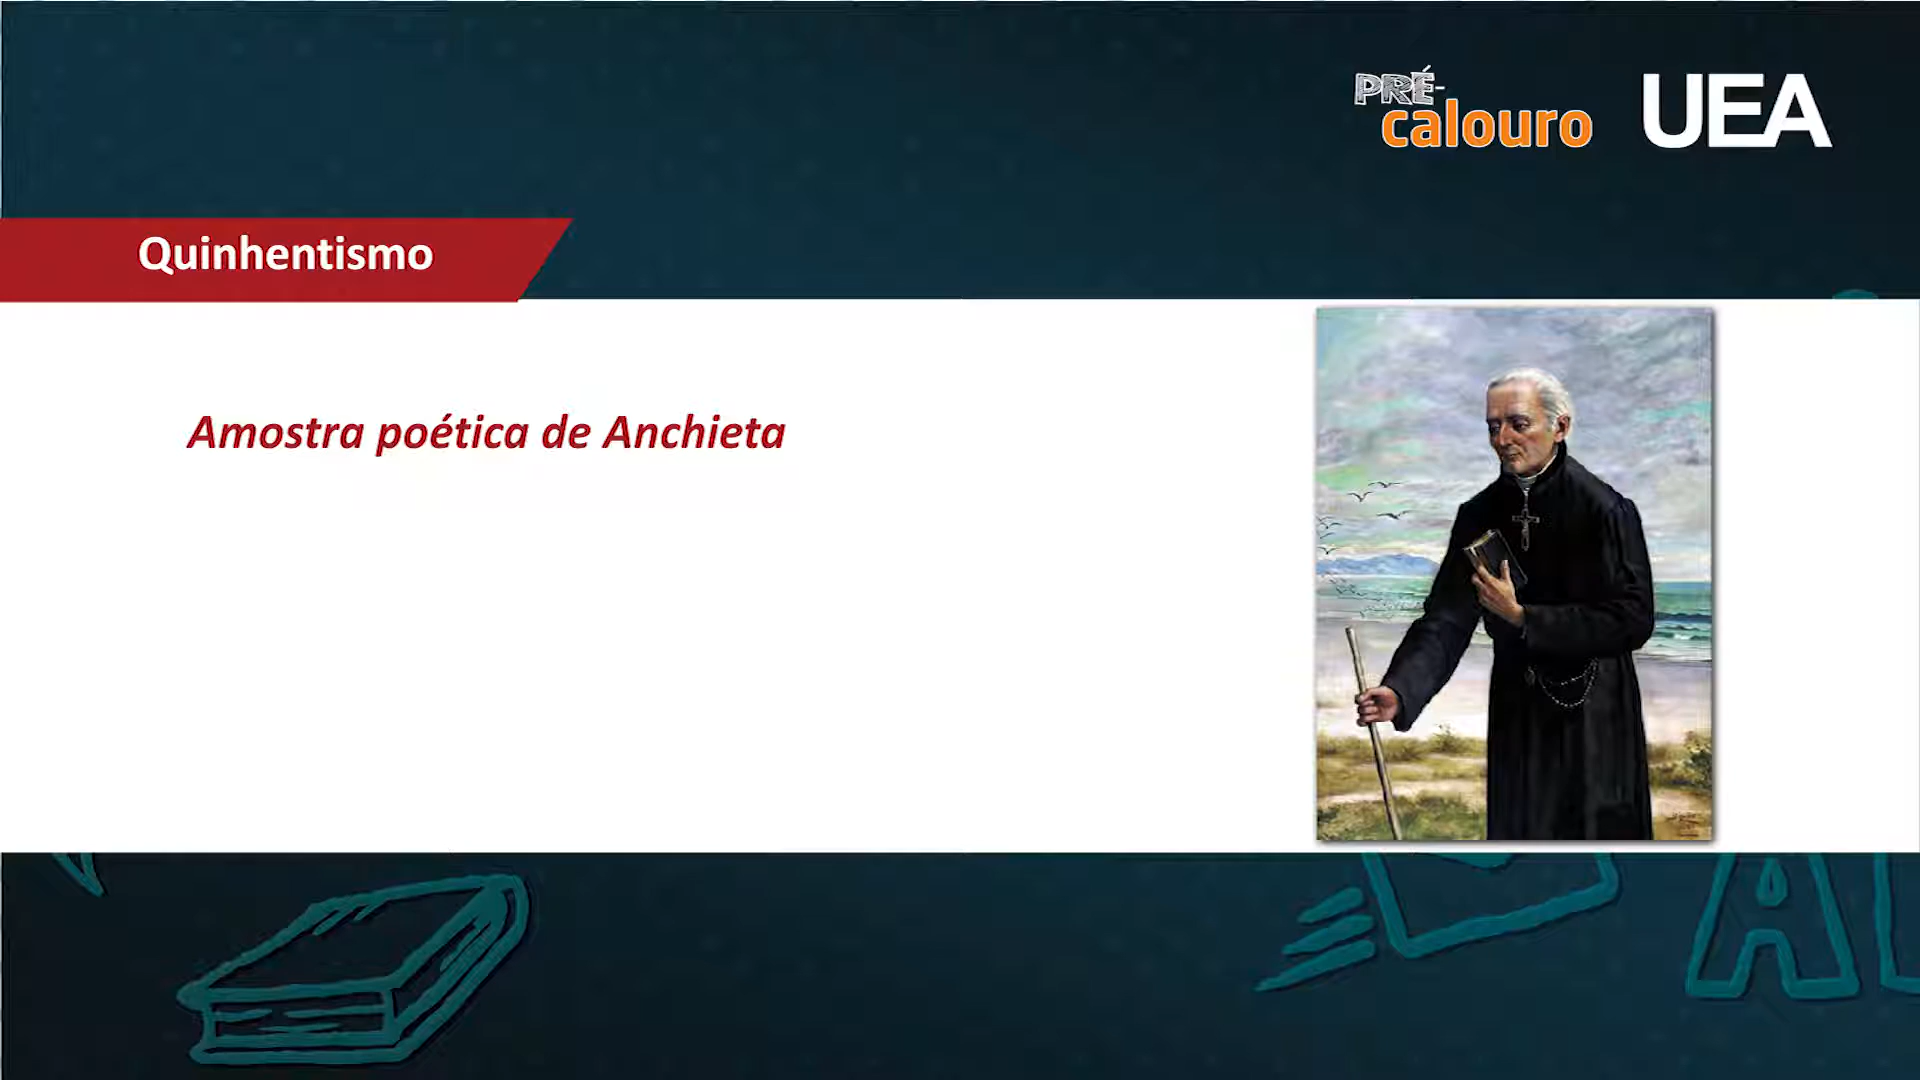 PRÉ-
calouro
UEA
Quinhentismo
Amostra poética de Anchieta